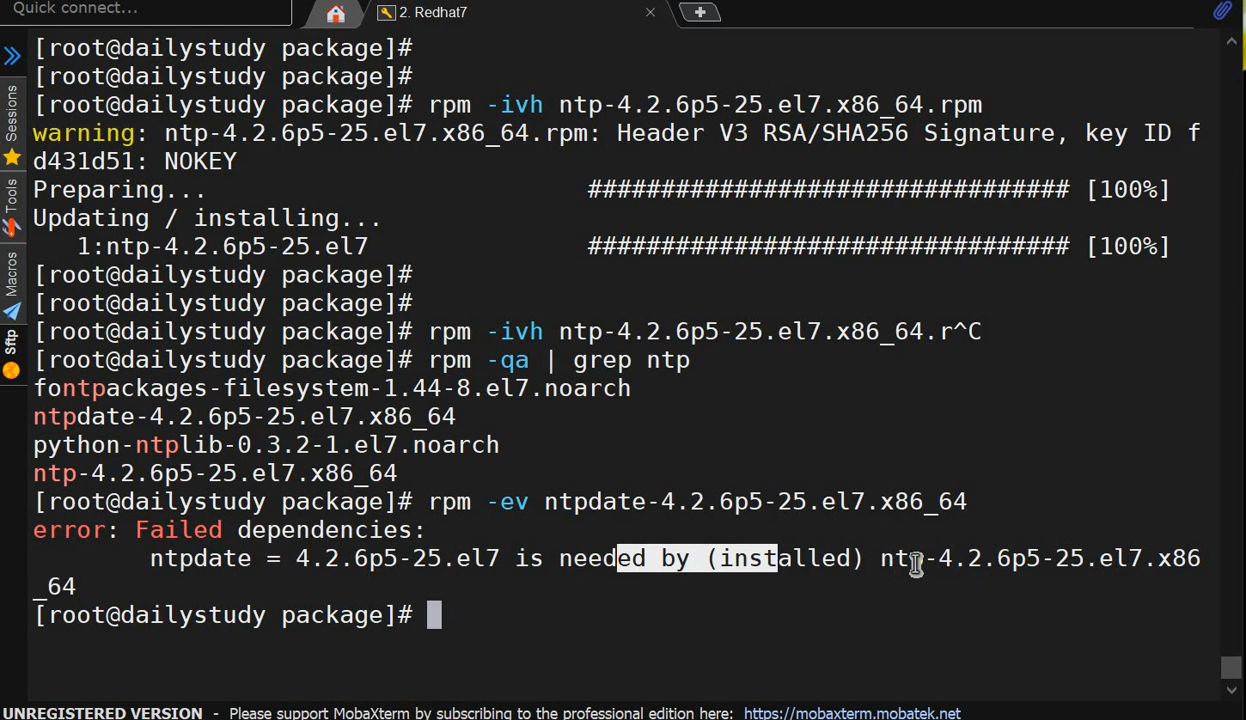 Quick connect...
2. Redhat7
Sessions
Tools
Macros
Sftp
[root@dailystudy package]#
[root@dailystudy package]#
[root@dailystudy package]# rpm -ivh ntp-4.2.6p5-25.el7.x86_64.rpm
warning: ntp-4.2.6p5-25.el7.x86_64.rpm: Header V3 RSA/SHA256 Signature, key ID f
d431d51: NOKEY
Preparing...                          ################################# [100%]
Updating / installing...
   1:ntp-4.2.6p5-25.el7               ################################# [100%]
[root@dailystudy package]#
[root@dailystudy package]#
[root@dailystudy package]# rpm -ivh ntp-4.2.6p5-25.el7.x86_64.r^C
[root@dailystudy package]# rpm -qa | grep ntp
fontpackages-filesystem-1.44-8.el7.noarch
ntpdate-4.2.6p5-25.el7.x86_64
python-ntplib-0.3.2-1.el7.noarch
ntp-4.2.6p5-25.el7.x86_64
[root@dailystudy package]# rpm -ev ntpdate-4.2.6p5-25.el7.x86_64
error: Failed dependencies:
        ntpdate = 4.2.6p5-25.el7 is needed by (installed) ntp-4.2.6p5-25.el7.x86
_64
[root@dailystudy package]#
UNREGISTERED VERSION - Please support MobaXterm by subscribing to the professional edition here: https://mobaxterm.mobatek.net